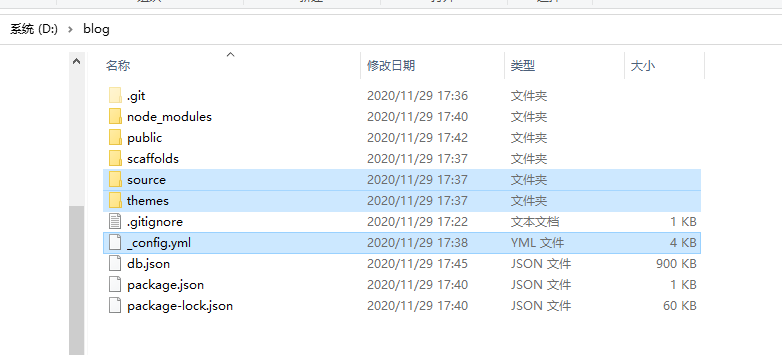 系统 (D:) › blog
名称 修改日期 类型 大小
.git 2020/11/29 17:36 文件夹
node_modules 2020/11/29 17:40 文件夹
public 2020/11/29 17:42 文件夹
scaffolds 2020/11/29 17:37 文件夹
source 2020/11/29 17:37 文件夹
themes 2020/11/29 17:37 文件夹
.gitignore 2020/11/29 17:22 文本文档 1 KB
_config.yml 2020/11/29 17:38 YML 文件 4 KB
db.json 2020/11/29 17:45 JSON 文件 900 KB
package.json 2020/11/29 17:40 JSON 文件 1 KB
package-lock.json 2020/11/29 17:40 JSON 文件 60 KB